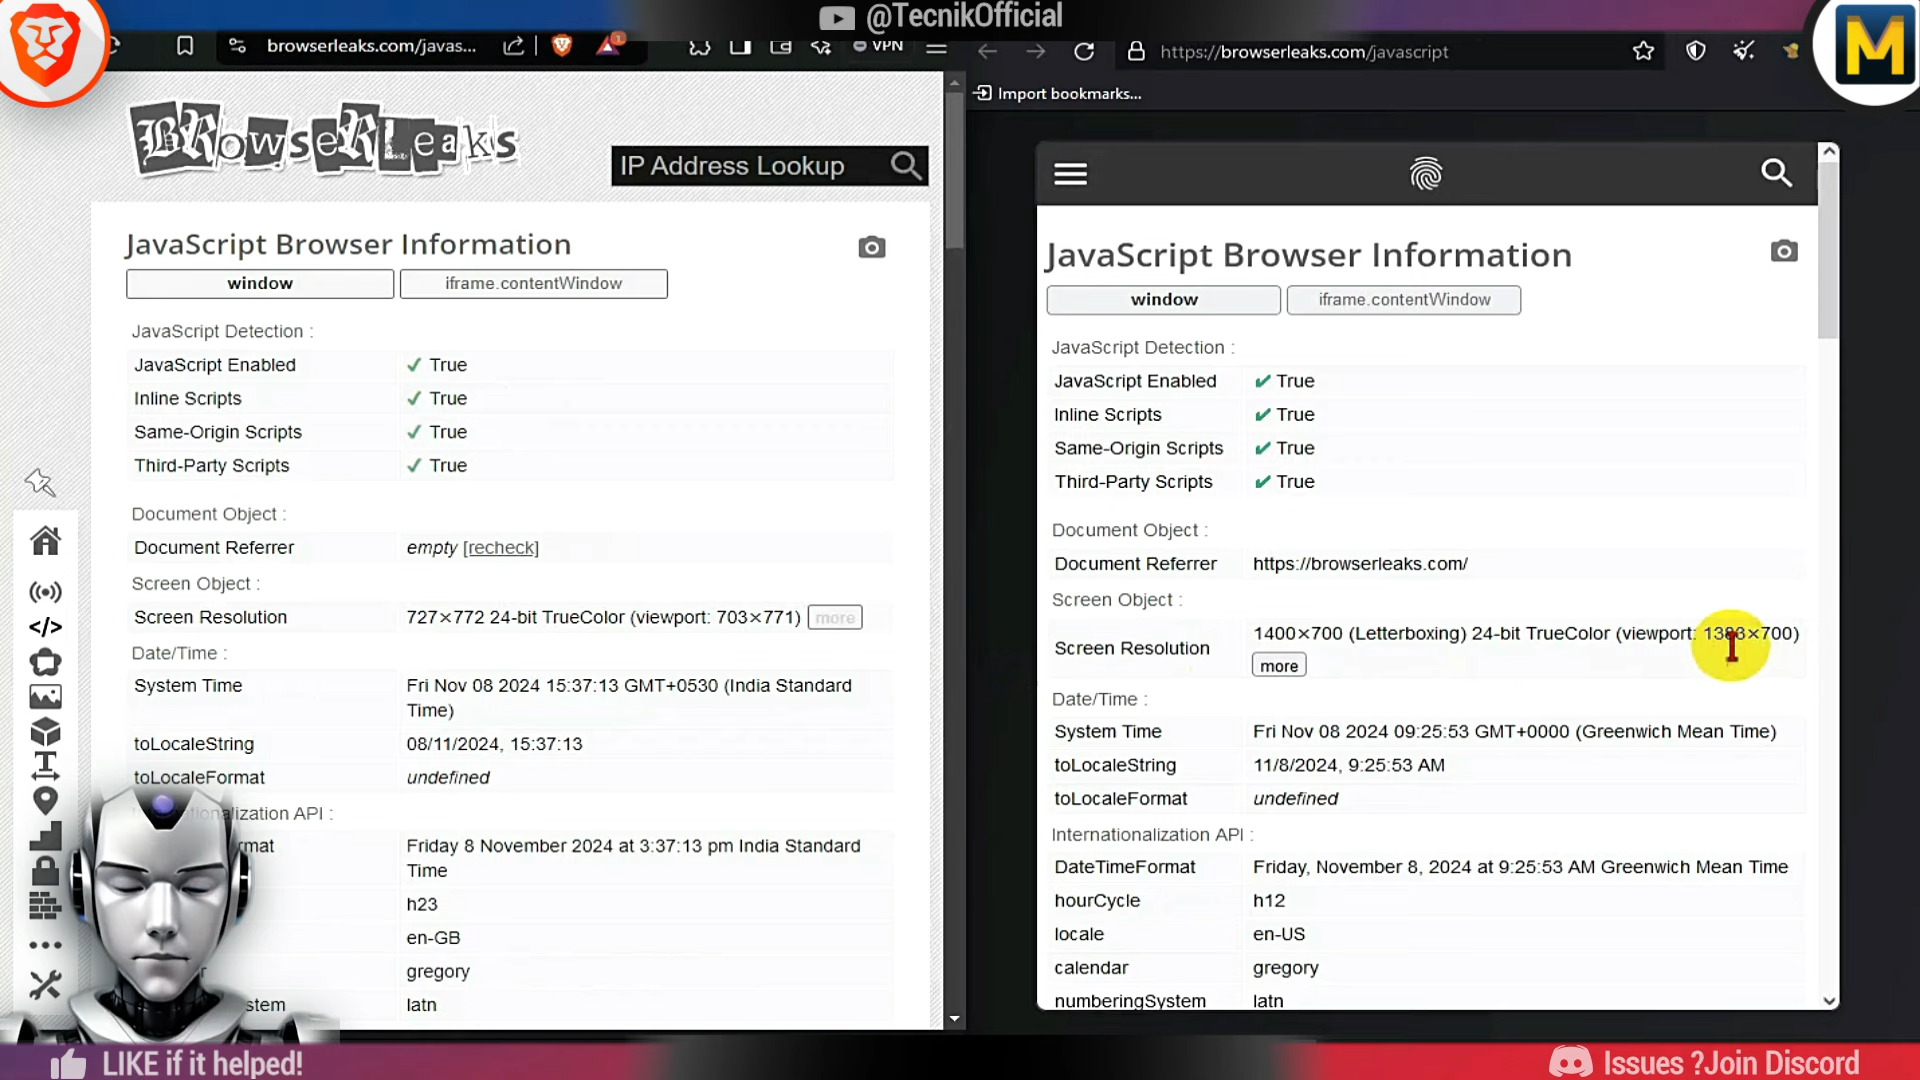 @TecnikOfficial
browserleaks.com/javas...
1
VPN
https://browserleaks.com/javascript
M
Import bookmarks...
BRowseRLeaks
IP Address Lookup
JavaScript Browser Information
window
iframe.contentWindow
JavaScript Detection :
JavaScript Enabled
✓ True
Inline Scripts
✓ True
Same-Origin Scripts
✓ True
Third-Party Scripts
✓ True
Document Object :
Document Referrer
empty [recheck]
Screen Object :
Screen Resolution
727×772 24-bit TrueColor (viewport: 703×771)
more
Date/Time :
System Time
Fri Nov 08 2024 15:37:13 GMT+0530 (India Standard
Time)
toLocaleString
08/11/2024, 15:37:13
toLocaleFormat
undefined
nalization API :
rmat
Friday 8 November 2024 at 3:37:13 pm India Standard
Time
h23
en-GB
r
gregory
stem
latn
JavaScript Browser Information
window
iframe.contentWindow
JavaScript Detection :
JavaScript Enabled
✔ True
Inline Scripts
✔ True
Same-Origin Scripts
✔ True
Third-Party Scripts
✔ True
Document Object :
Document Referrer
https://browserleaks.com/
Screen Object :
Screen Resolution
1400×700 (Letterboxing) 24-bit TrueColor (viewport: 1383×700)
more
Date/Time :
System Time
Fri Nov 08 2024 09:25:53 GMT+0000 (Greenwich Mean Time)
toLocaleString
11/8/2024, 9:25:53 AM
toLocaleFormat
undefined
Internationalization API :
DateTimeFormat
Friday, November 8, 2024 at 9:25:53 AM Greenwich Mean Time
hourCycle
h12
locale
en-US
calendar
gregory
numberingSystem
latn
LIKE if it helped!
Issues ?Join Discord